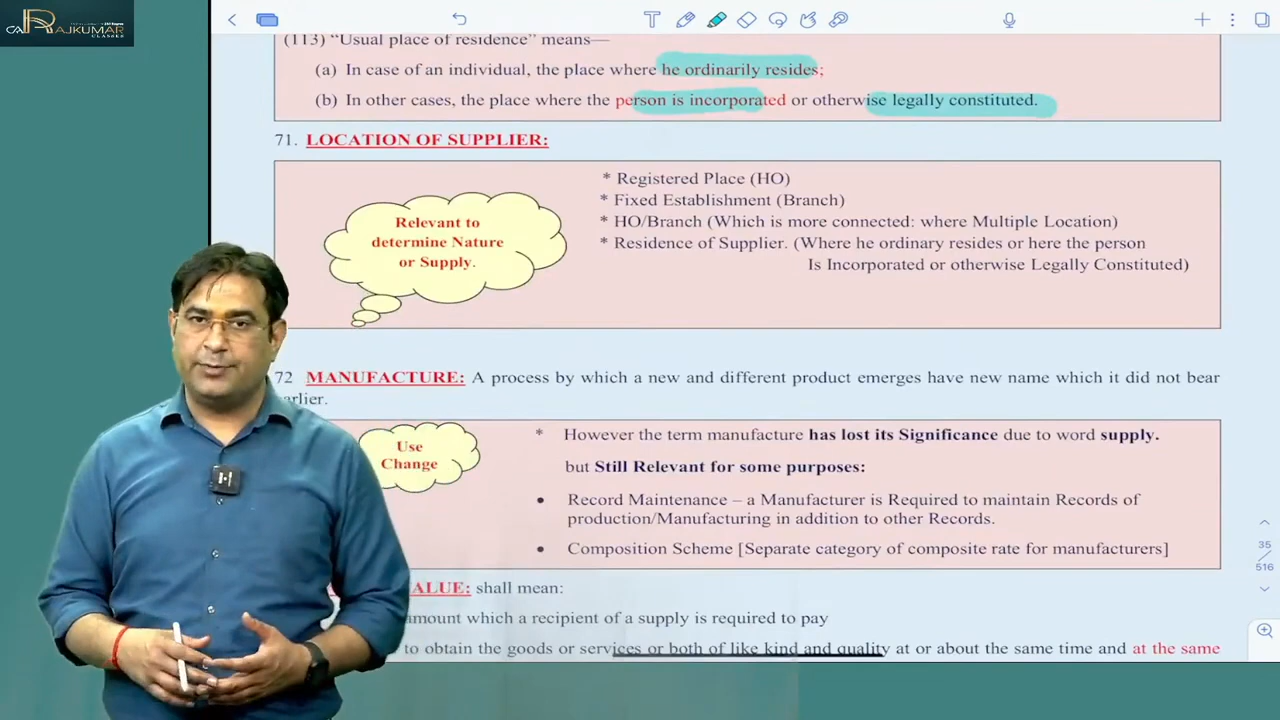 CA RAJKUMAR
CLASSES
(113) “Usual place of residence” means—
(a) In case of an individual, the place where he ordinarily resides;
(b) In other cases, the place where the person is incorporated or otherwise legally constituted.
71. LOCATION OF SUPPLIER:
Relevant to
determine Nature
or Supply.
* Registered Place (HO)
* Fixed Establishment (Branch)
* HO/Branch (Which is more connected: where Multiple Location)
* Residence of Supplier. (Where he ordinary resides or here the person
Is Incorporated or otherwise Legally Constituted)
72 MANUFACTURE: A process by which a new and different product emerges have new name which it did not bear
earlier.
Use
Change
* However the term manufacture has lost its Significance due to word supply.
but Still Relevant for some purposes:
• Record Maintenance – a Manufacturer is Required to maintain Records of
production/Manufacturing in addition to other Records.
• Composition Scheme [Separate category of composite rate for manufacturers]
VALUE: shall mean:
amount which a recipient of a supply is required to pay
to obtain the goods or services or both of like kind and quality at or about the same time and at the same
35
/
516